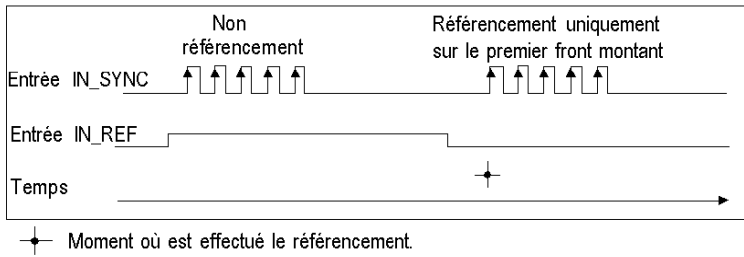 Non
référencement
Référencement uniquement
sur le premier front montant
Entrée IN_SYNC
Entrée IN_REF
Temps
Moment où est effectué le référencement.